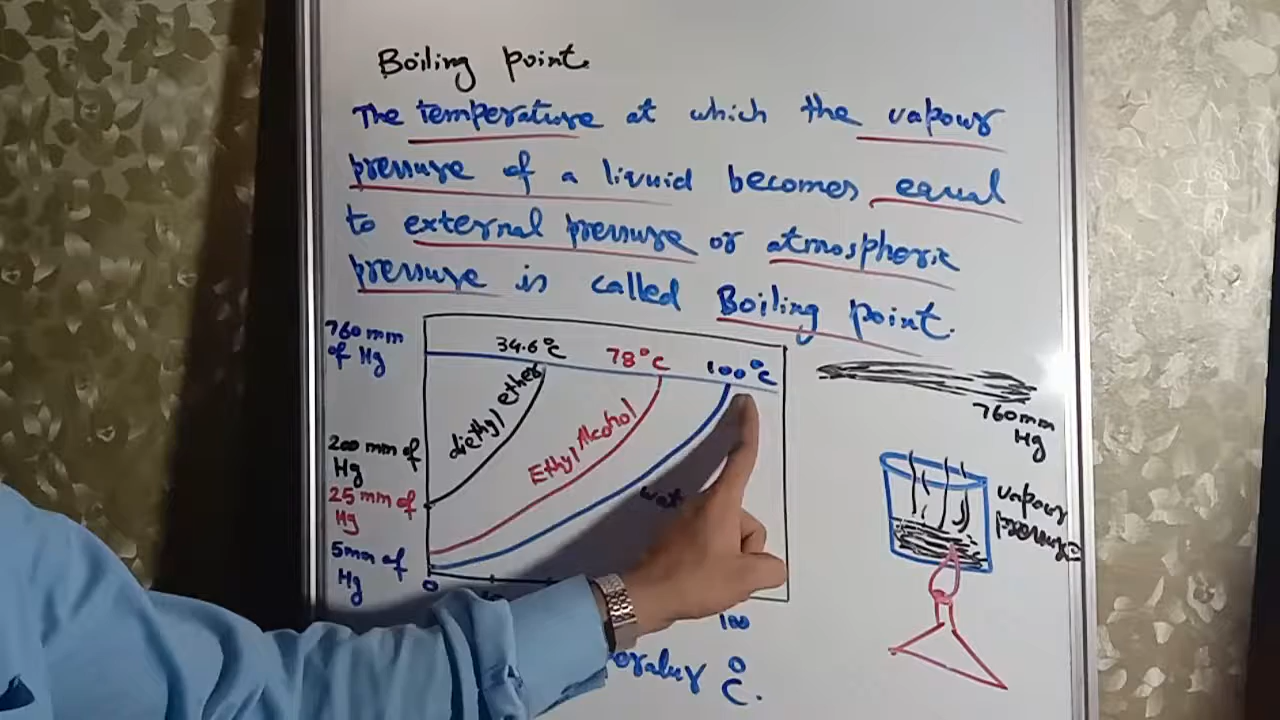 Boiling point.
The temperature at which the vapour
pressure of a liquid becomes equal
to external pressure or atmospheric
pressure is called Boiling point.
760 mm
of Hg
34.6°C
78°C
100°C
diethyl ether
Ethyl Alcohol
200 mm of
Hg
25 mm of
Hg
5mm of
Hg
0
100
°C.
760mm
Hg
vapour
pressure